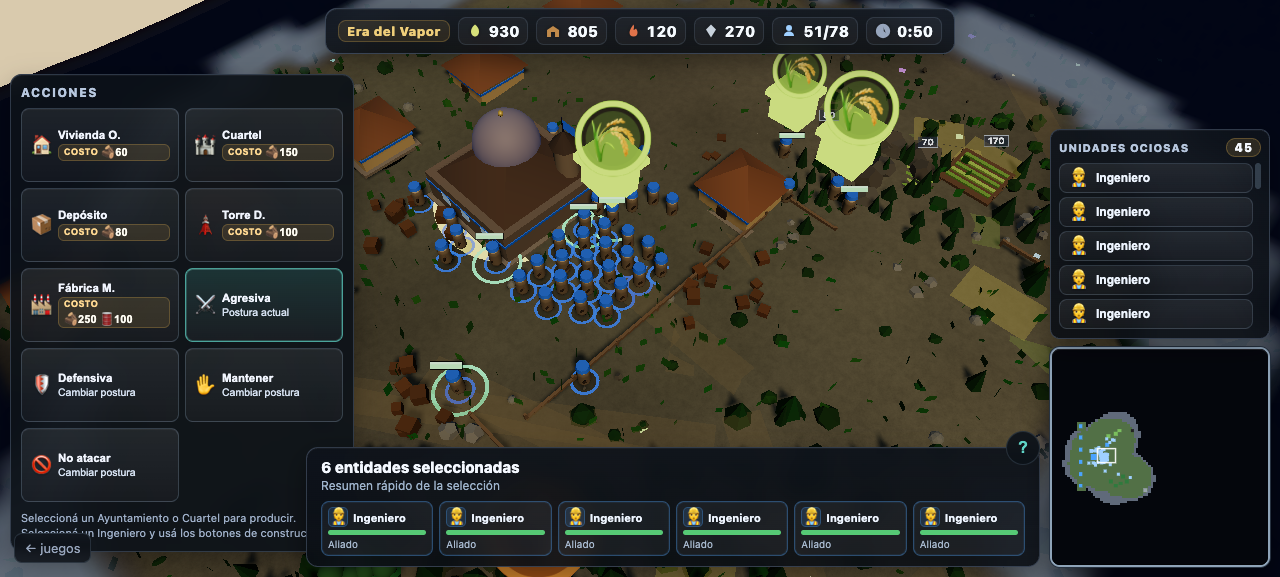 Era del Vapor
930
805
120
270
51/78
0:50
ACCIONES
Vivienda O.
COSTO 60
Cuartel
COSTO 150
Depósito
COSTO 80
Torre D.
COSTO 100
Fábrica M.
COSTO
250 100
Agresiva
Postura actual
Defensiva
Cambiar postura
Mantener
Cambiar postura
No atacar
Cambiar postura
Seleccioná un Ayuntamiento o Cuartel para producir.
Seleccioná un Ingeniero y usá los botones de construc
← juegos
70
170
UNIDADES OCIOSAS
45
Ingeniero
Ingeniero
Ingeniero
Ingeniero
Ingeniero
?
6 entidades seleccionadas
Resumen rápido de la selección
Ingeniero
Aliado
Ingeniero
Aliado
Ingeniero
Aliado
Ingeniero
Aliado
Ingeniero
Aliado
Ingeniero
Aliado